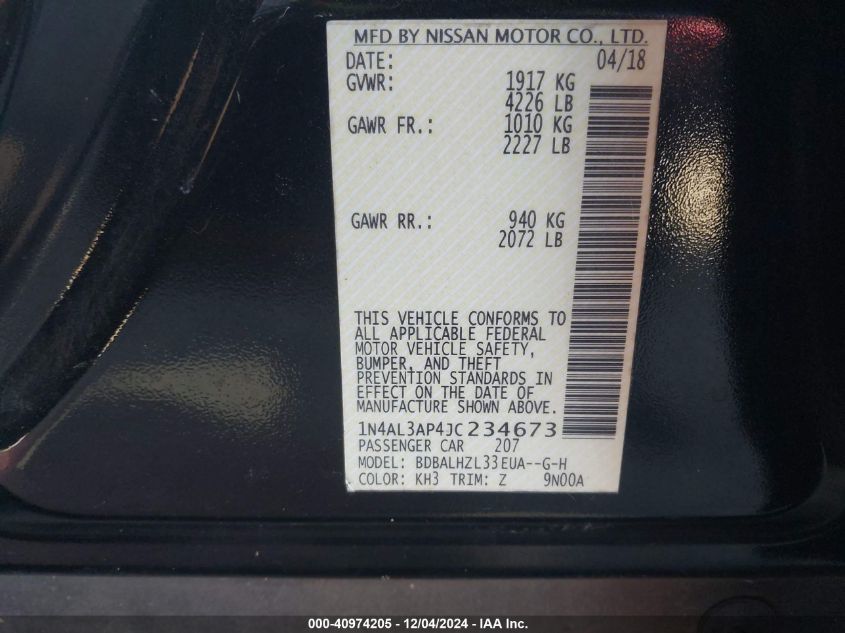 MFD BY NISSAN MOTOR CO., LTD.
DATE: 04/18
GVWR: 1917 KG
4226 LB
GAWR FR.: 1010 KG
2227 LB
GAWR RR.: 940 KG
2072 LB
THIS VEHICLE CONFORMS TO
ALL APPLICABLE FEDERAL
MOTOR VEHICLE SAFETY,
BUMPER, AND THEFT
PREVENTION STANDARDS IN
EFFECT ON THE DATE OF
MANUFACTURE SHOWN ABOVE.
1N4AL3AP4JC234673
PASSENGER CAR 207
MODEL: BDBALHZL33EUA--G-H
COLOR: KH3 TRIM: Z 9N00A
000-40974205 - 12/04/2024 - IAA Inc.